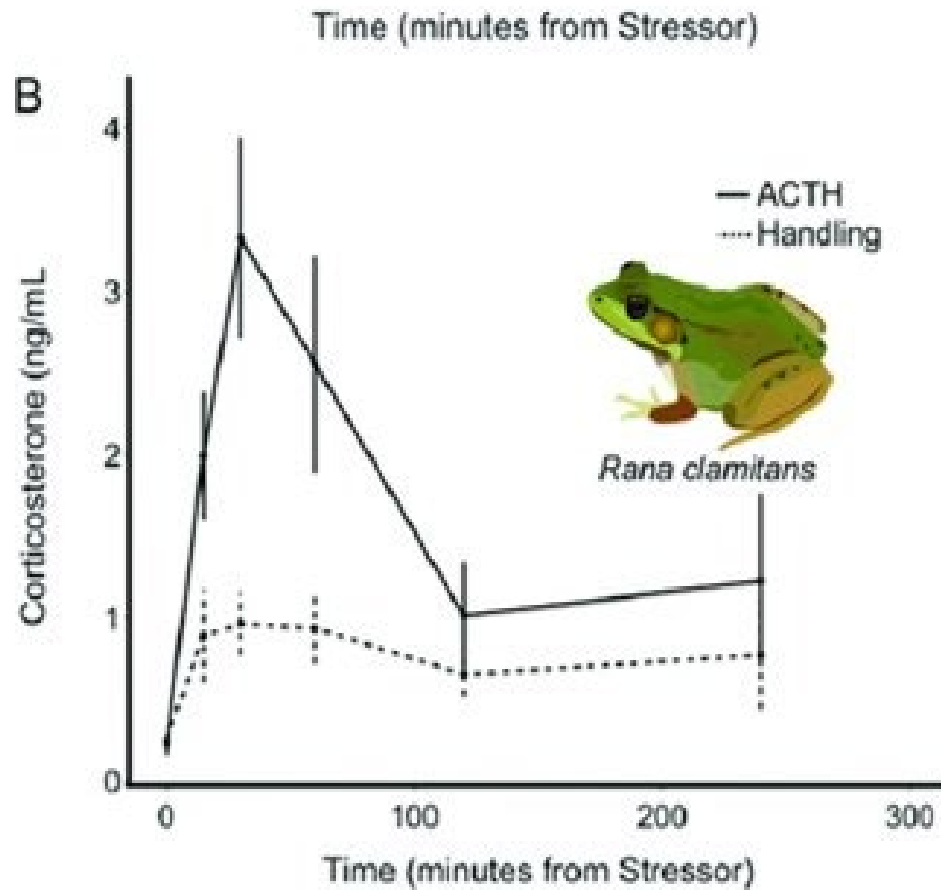 Time (minutes from Stressor)
B
4
ACTH
Handling
3
Corticosterone (ng/mL
Rana clamitans
2
1
0
0 100 200 300
Time (minutes from Stressor)